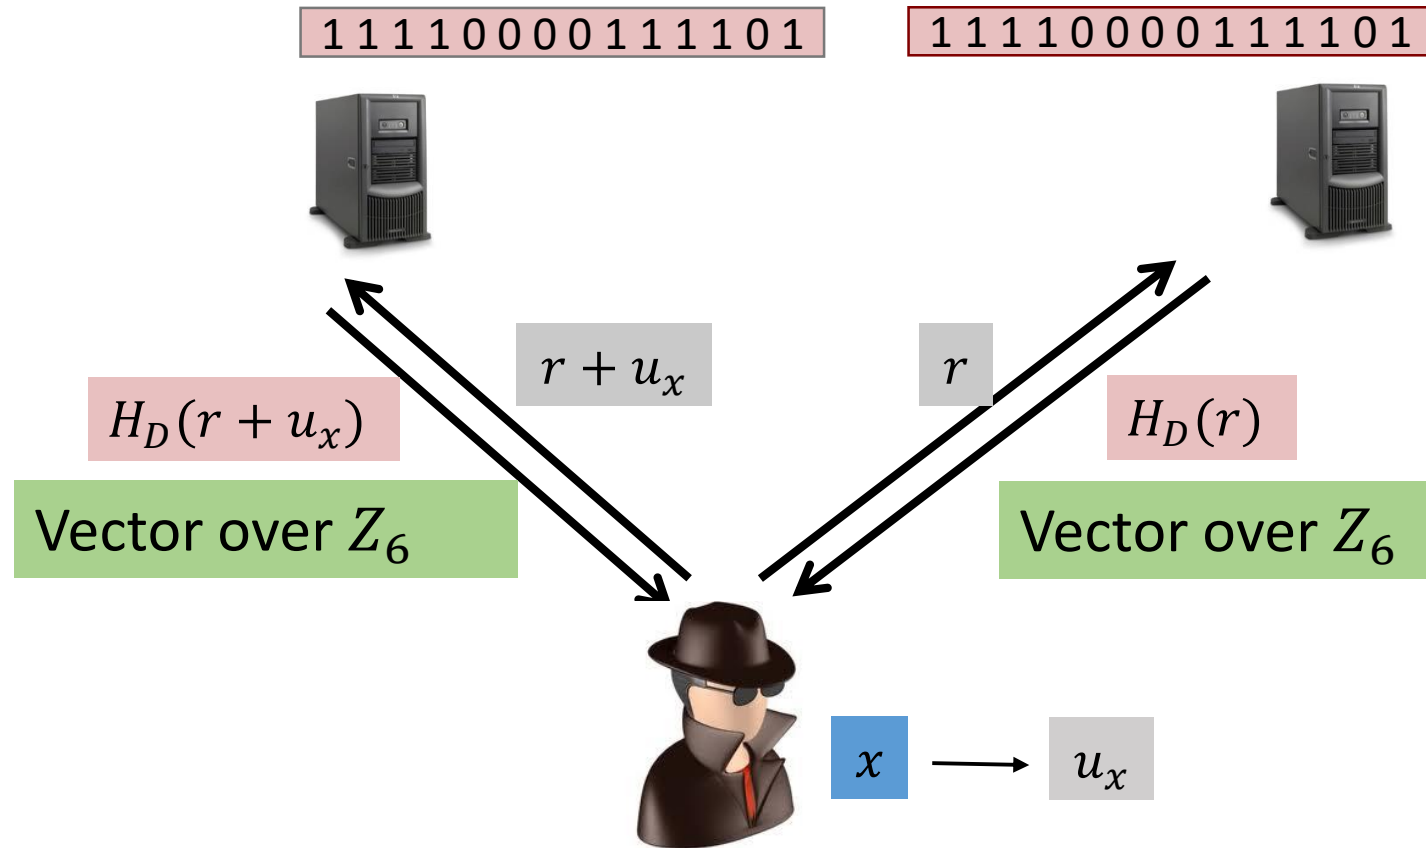 1 1 1 1 0 0 0 0 1 1 1 1 0 1
1 1 1 1 0 0 0 0 1 1 1 1 0 1
r + u_x
r
H_D(r + u_x)
H_D(r)
Vector over Z_6
Vector over Z_6
x
u_x